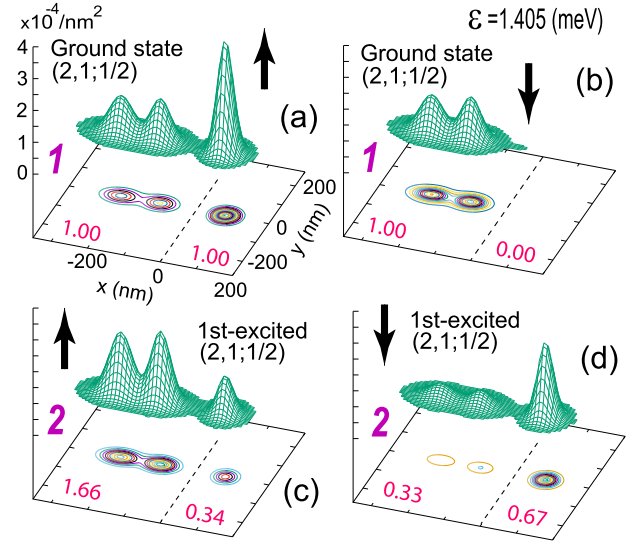 x10⁻⁴/nm²
ε=1.405 (meV)
4
3
2
1
0
Ground state
(2,1;1/2)
(a)
1
1.00
1.00
-200
0
200
x (nm)
-200
0
200
y (nm)
Ground state
(2,1;1/2)
(b)
1
1.00
0.00
1st-excited
(2,1;1/2)
2
(c)
1.66
0.34
1st-excited
(2,1;1/2)
(d)
2
0.33
0.67